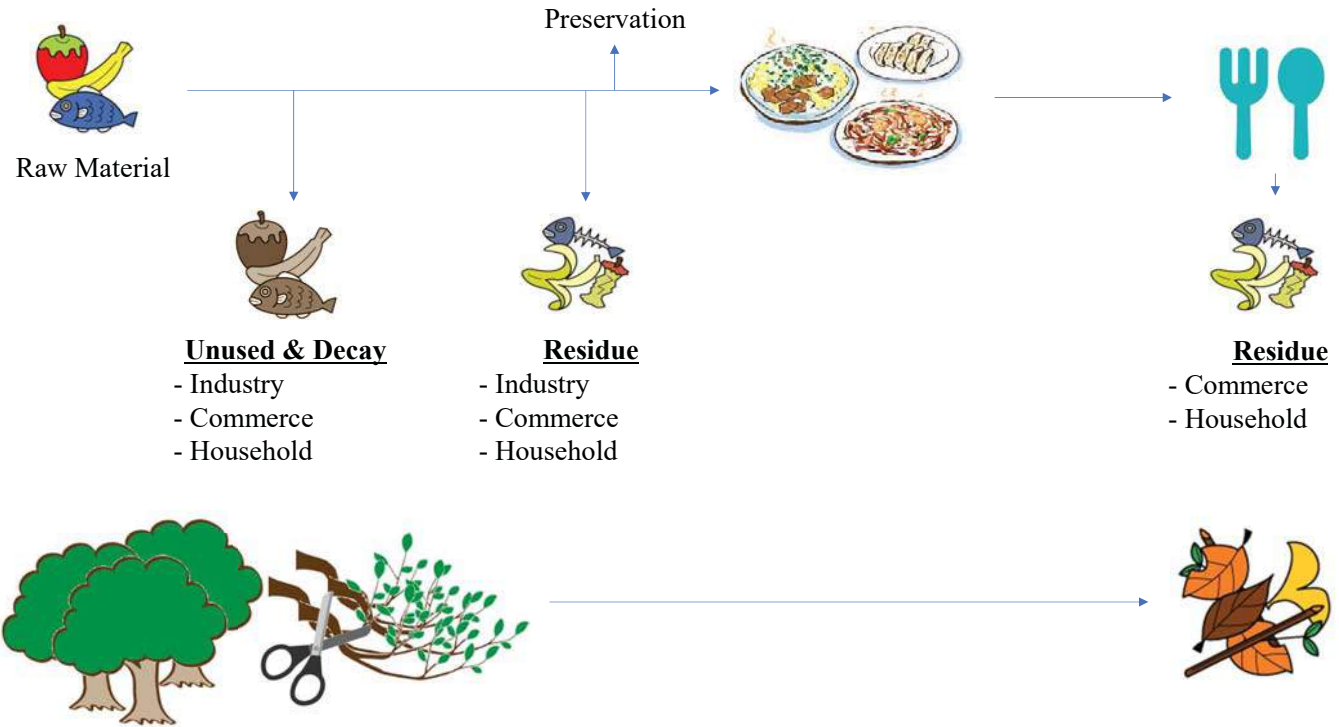 Preservation
Raw Material
Unused & Decay
- Industry
- Commerce
- Household
Residue
- Industry
- Commerce
- Household
Residue
- Commerce
- Household